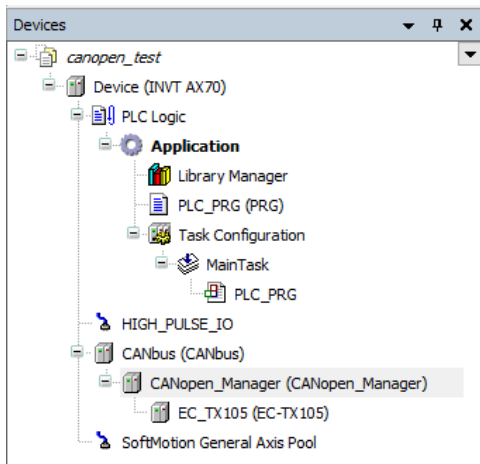 Devices
canopen_test
Device (INVT AX70)
PLC Logic
Application
Library Manager
PLC_PRG (PRG)
Task Configuration
MainTask
PLC_PRG
HIGH_PULSE_IO
CANbus (CANbus)
CANopen_Manager (CANopen_Manager)
EC_TX105 (EC-TX105)
SoftMotion General Axis Pool